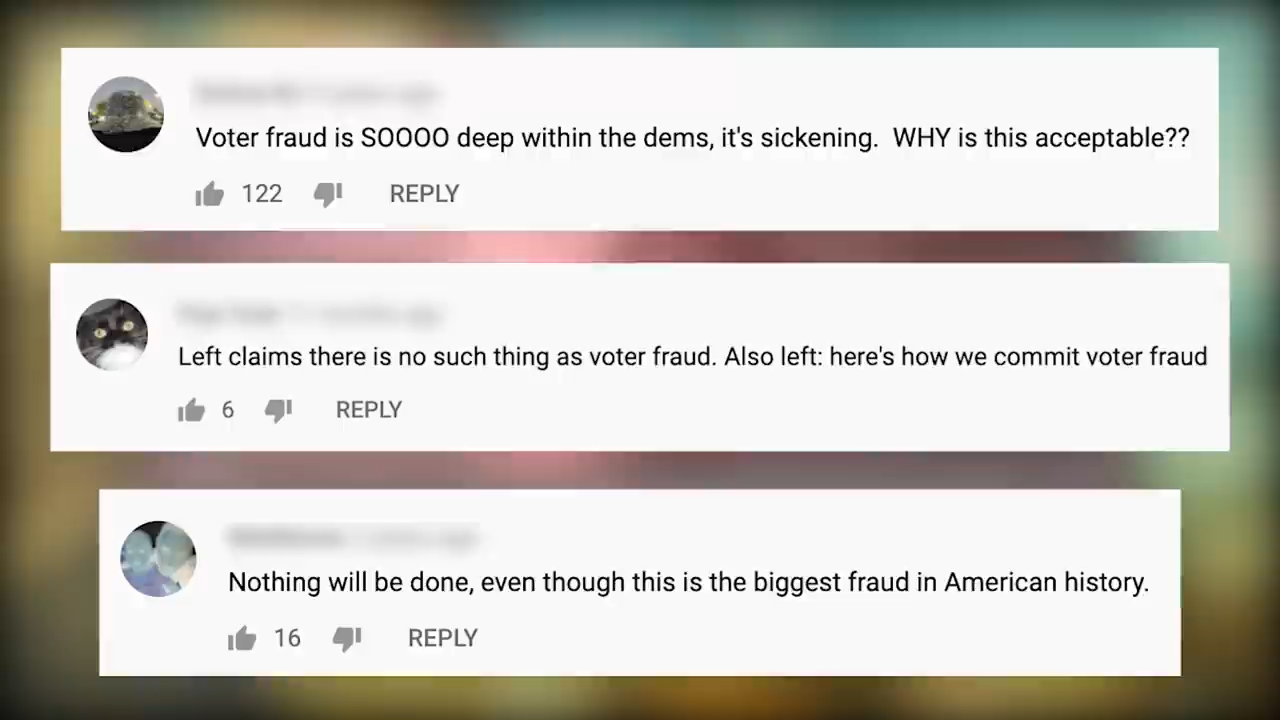 Voter fraud is SOOOO deep within the dems, it's sickening.  WHY is this acceptable??
122 REPLY
Left claims there is no such thing as voter fraud. Also left: here's how we commit voter fraud
6 REPLY
Nothing will be done, even though this is the biggest fraud in American history.
16 REPLY